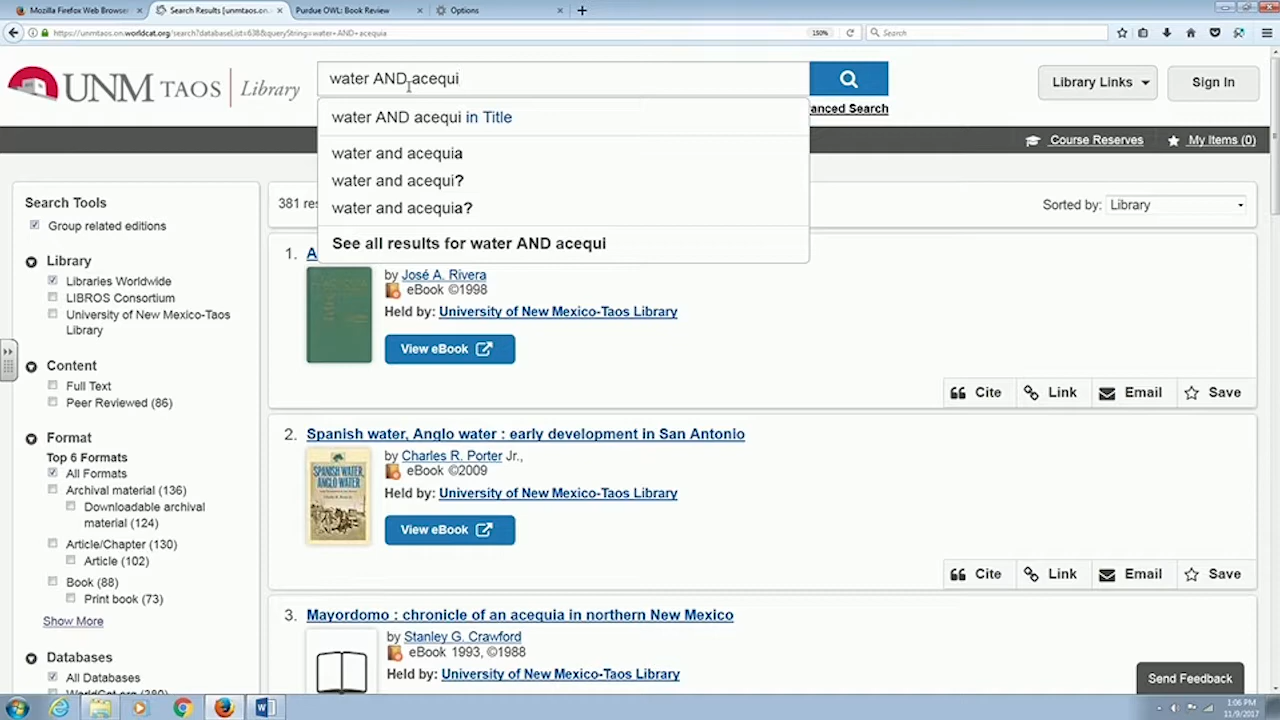 Mozilla Firefox Web Browser
Search Results [unmtaos.on.
Purdue OWL: Book Review
Options
https://unmtaos.on.worldcat.org/search?databaseList=638&queryString=water+AND+acequia
150%
Search
UNM TAOS Library
water AND acequi
Library Links
Sign In
anced Search
water AND acequi in Title
water and acequia
water and acequi?
water and acequia?
See all results for water AND acequi
Course Reserves
My Items (0)
Search Tools
Group related editions
Library
Libraries Worldwide
LIBROS Consortium
University of New Mexico-Taos
Library
Content
Full Text
Peer Reviewed (86)
Format
Top 6 Formats
All Formats
Archival material (136)
Downloadable archival
material (124)
Article/Chapter (130)
Article (102)
Book (88)
Print book (73)
Show More
Databases
All Databases
WorldCat.org (380)
381 res
Sorted by: Library
1. A
by José A. Rivera
eBook ©1998
Held by: University of New Mexico-Taos Library
View eBook
Cite Link Email Save
2. Spanish water, Anglo water : early development in San Antonio
SPANISH WATER,
ANGLO WATER
by Charles R. Porter Jr.,
eBook ©2009
Held by: University of New Mexico-Taos Library
View eBook
Cite Link Email Save
3. Mayordomo : chronicle of an acequia in northern New Mexico
by Stanley G. Crawford
eBook 1993, ©1988
Held by: University of New Mexico-Taos Library
Send Feedback
1:06 PM
11/9/2017